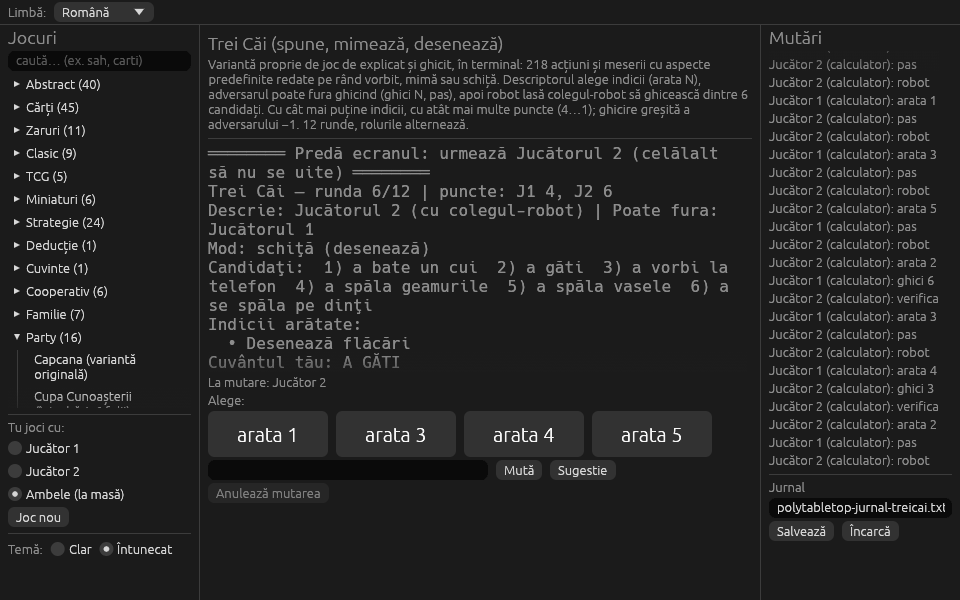 Limbă: Română
Jocuri
caută... (ex. sah, carti)
Abstract (40)
Cărți (45)
Zaruri (11)
Clasic (9)
TCG (5)
Miniaturi (6)
Strategie (24)
Deducție (1)
Cuvinte (1)
Cooperativ (6)
Familie (7)
Party (16)
Capcana (variantă
originală)
Cupa Cunoașterii
Tu joci cu:
Jucător 1
Jucător 2
Ambele (la masă)
Joc nou
Temă: Clar Întunecat
Trei Căi (spune, mimează, desenează)
Variantă proprie de joc de explicat și ghicit, în terminal: 218 acțiuni și meserii cu aspecte
predefinite redate pe rând vorbit, mimă sau schiță. Descriptorul alege indicii (arata N),
adversarul poate fura ghicind (ghici N, pas), apoi robot lasă colegul-robot să ghicească dintre 6
candidați. Cu cât mai puține indicii, cu atât mai multe puncte (4…1); ghicire greșită a
adversarului −1. 12 runde, rolurile alternează.
════════ Predă ecranul: urmează Jucătorul 2 (celălalt
să nu se uite) ════════
Trei Căi — runda 6/12 | puncte: J1 4, J2 6
Descrie: Jucătorul 2 (cu colegul-robot) | Poate fura:
Jucătorul 1
Mod: schiță (desenează)
Candidați: 1) a bate un cui 2) a găti 3) a vorbi la
telefon 4) a spăla geamurile 5) a spăla vasele 6) a
se spăla pe dinți
Indicii arătate:
• Desenează flăcări
Cuvântul tău: A GĂTI
La mutare: Jucător 2
Alege:
arata 1 arata 3 arata 4 arata 5
Mută Sugestie
Anulează mutarea
Mutări
Jucător 2 (calculator): pas
Jucător 2 (calculator): robot
Jucător 1 (calculator): arata 1
Jucător 2 (calculator): pas
Jucător 2 (calculator): robot
Jucător 1 (calculator): arata 3
Jucător 2 (calculator): pas
Jucător 2 (calculator): robot
Jucător 2 (calculator): arata 5
Jucător 1 (calculator): pas
Jucător 2 (calculator): robot
Jucător 2 (calculator): arata 2
Jucător 1 (calculator): ghici 6
Jucător 2 (calculator): verifica
Jucător 1 (calculator): arata 3
Jucător 2 (calculator): pas
Jucător 2 (calculator): robot
Jucător 1 (calculator): arata 4
Jucător 2 (calculator): ghici 3
Jucător 2 (calculator): verifica
Jucător 2 (calculator): arata 2
Jucător 1 (calculator): pas
Jucător 2 (calculator): robot
Jurnal
polytabletop-jurnal-treicai.txt
Salvează Încarcă